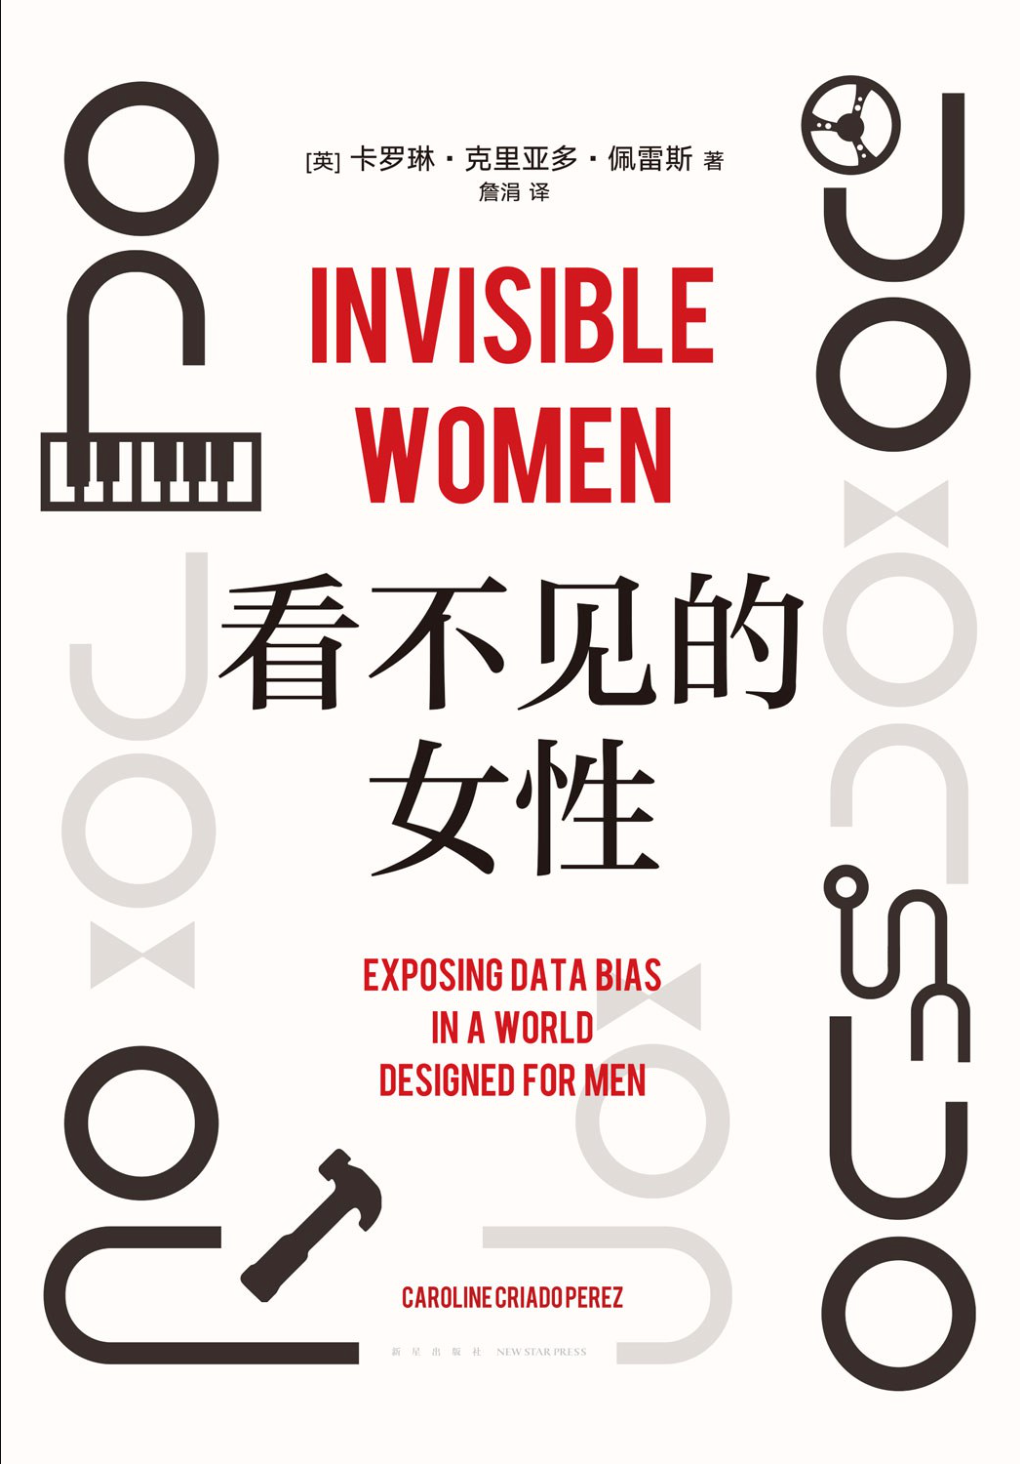 [英] 卡罗琳·克里亚多·佩雷斯 著
詹涓 译
INVISIBLE
WOMEN
看不见的
女性
EXPOSING DATA BIAS
IN A WORLD
DESIGNED FOR MEN
CAROLINE CRIADO PEREZ
新星出版社 NEW STAR PRESS